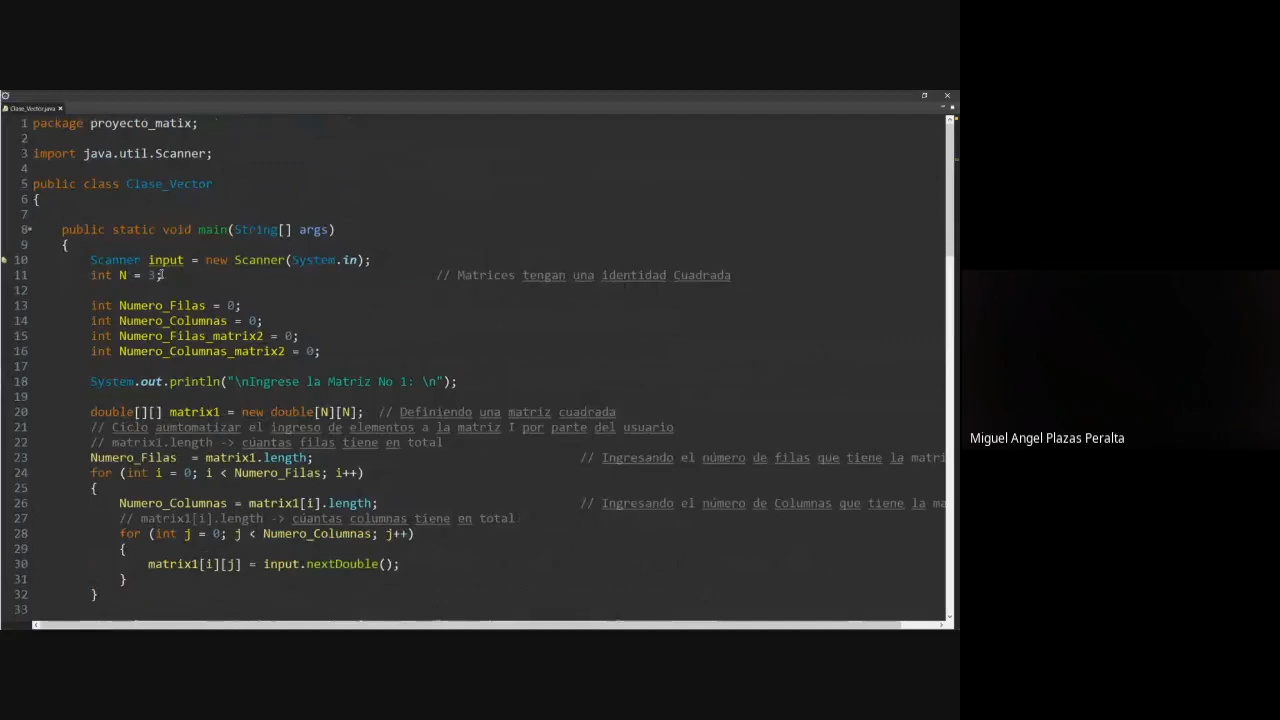 Clase_Vector.java
1 package proyecto_matix;
2
3 import java.util.Scanner;
4
5 public class Clase_Vector
6 {
7
8 public static void main(String[] args)
9 {
10 Scanner input = new Scanner(System.in);
11 int N = 3; // Matrices tengan una identidad Cuadrada
12
13 int Numero_Filas = 0;
14 int Numero_Columnas = 0;
15 int Numero_Filas_matrix2 = 0;
16 int Numero_Columnas_matrix2 = 0;
17
18 System.out.println("\nIngrese la Matriz No 1: \n");
19
20 double[][] matrix1 = new double[N][N]; // Definiendo una matriz cuadrada
21 // Ciclo aumtomatizar el ingreso de elementos a la matriz I por parte del usuario
22 // matrix1.length -> cúantas filas tiene en total
23 Numero_Filas = matrix1.length; // Ingresando el número de filas que tiene la matri
24 for (int i = 0; i < Numero_Filas; i++)
25 {
26 Numero_Columnas = matrix1[i].length; // Ingresando el número de Columnas que tiene la ma
27 // matrix1[i].length -> cúantas columnas tiene en total
28 for (int j = 0; j < Numero_Columnas; j++)
29 {
30 matrix1[i][j] = input.nextDouble();
31 }
32 }
33
Miguel Angel Plazas Peralta